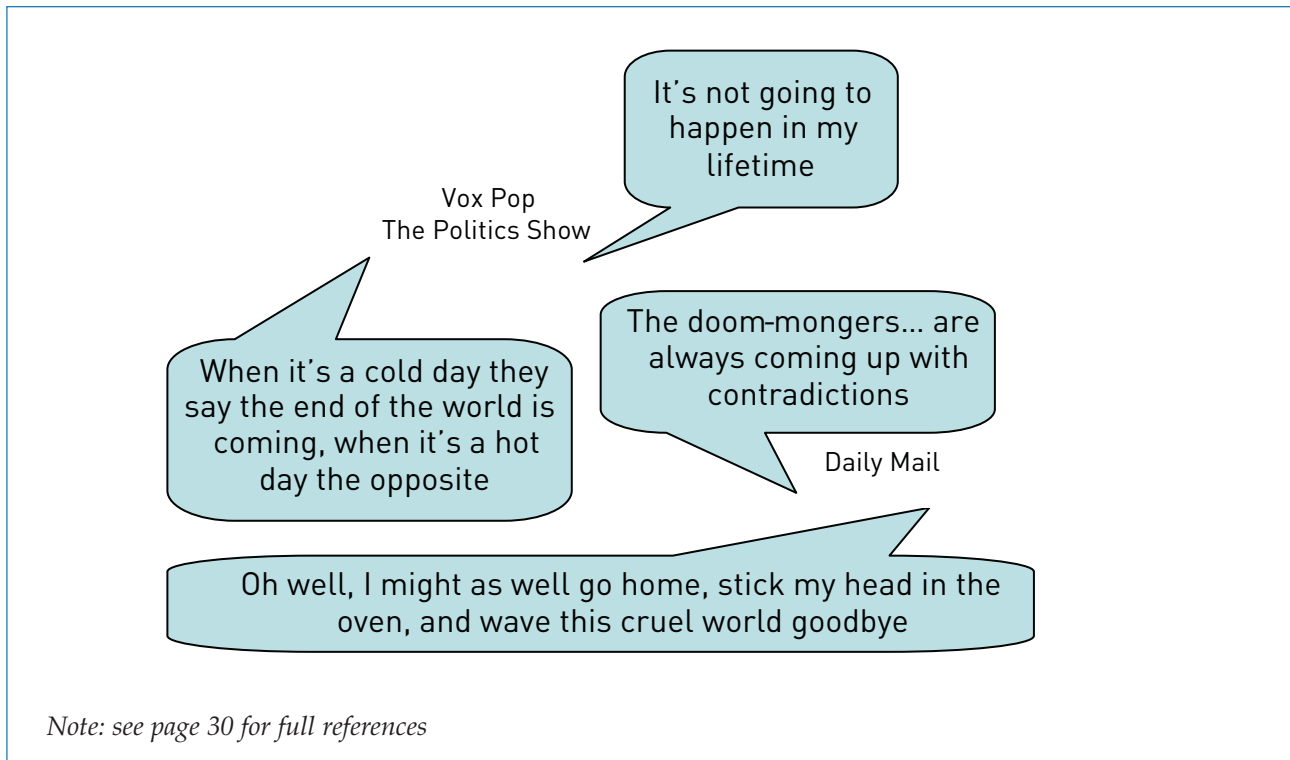 It's not going to
happen in my
lifetime
Vox Pop
The Politics Show
When it's a cold day they
say the end of the world is
coming, when it's a hot
day the opposite
The doom-mongers... are
always coming up with
contradictions
Daily Mail
Oh well, I might as well go home, stick my head in the
oven, and wave this cruel world goodbye
Note: see page 30 for full references